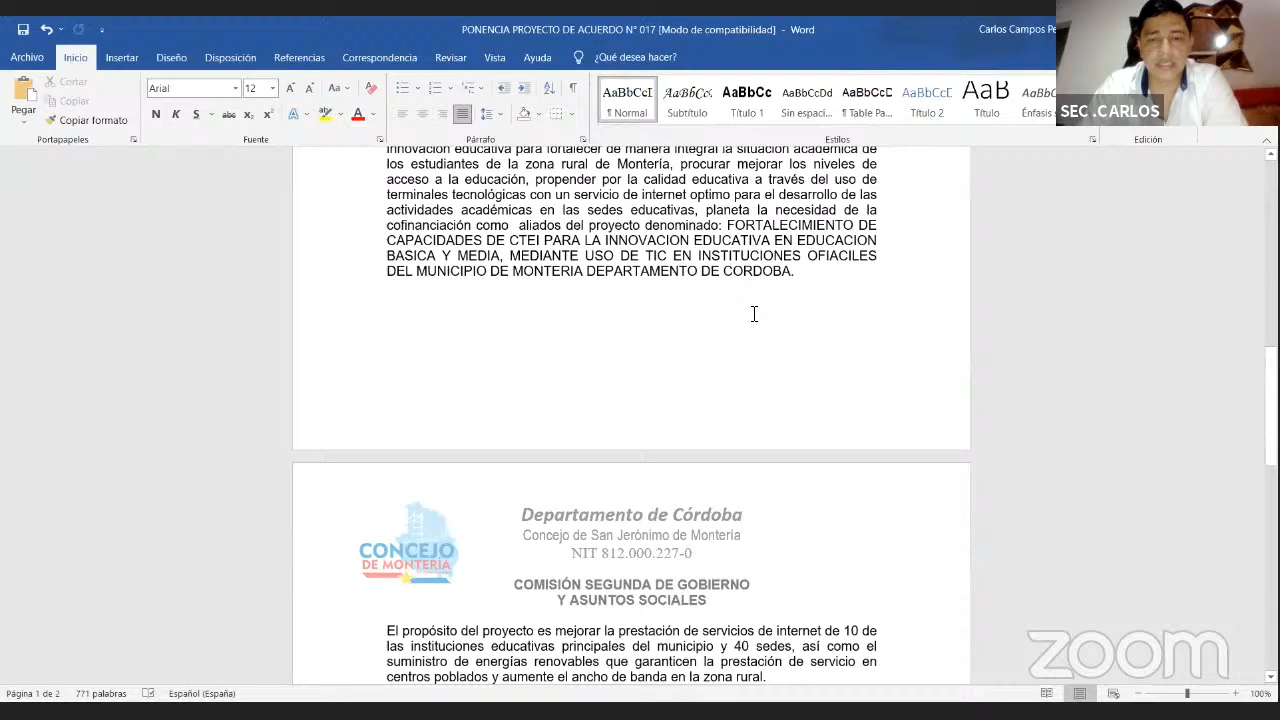 PONENCIA PROYECTO DE ACUERDO N° 017 [Modo de compatibilidad] - Word
Carlos Campos Pe
Archivo Inicio Insertar Diseño Disposición Referencias Correspondencia Revisar Vista Ayuda ¿Qué desea hacer?
Pegar
Cortar
Copiar
Copiar formato
Arial 12
N K S abc x₂ x²
AaBbCcI AaBbCc. AaBbCc AaBbCcDd AaBbCc AaBbCcI AaB AaBbC
¶ Normal Subtítulo Título 1 Sin espaci... ¶ Table Pa... Título 2 Título Énfasis
Portapapeles Fuente Párrafo Estilos Edición
SEC .CARLOS
innovación educativa para fortalecer de manera integral la situación académica de
los estudiantes de la zona rural de Montería, procurar mejorar los niveles de
acceso a la educación, propender por la calidad educativa a través del uso de
terminales tecnológicas con un servicio de internet optimo para el desarrollo de las
actividades académicas en las sedes educativas, planeta la necesidad de la
cofinanciación como aliados del proyecto denominado: FORTALECIMIENTO DE
CAPACIDADES DE CTEI PARA LA INNOVACION EDUCATIVA EN EDUCACION
BASICA Y MEDIA, MEDIANTE USO DE TIC EN INSTITUCIONES OFIACILES
DEL MUNICIPIO DE MONTERIA DEPARTAMENTO DE CORDOBA.
CONCEJO
DE MONTERIA
Departamento de Córdoba
Concejo de San Jerónimo de Montería
NIT 812.000.227-0
COMISIÓN SEGUNDA DE GOBIERNO
Y ASUNTOS SOCIALES
El propósito del proyecto es mejorar la prestación de servicios de internet de 10 de
las instituciones educativas principales del municipio y 40 sedes, así como el
suministro de energías renovables que garanticen la prestación de servicio en
centros poblados y aumente el ancho de banda en la zona rural.
zoom
Página 1 de 2 771 palabras Español (España) 100%